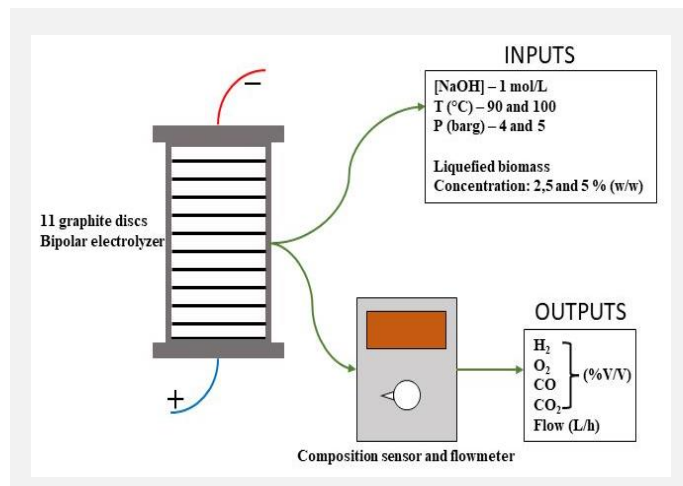 INPUTS
[NaOH] – 1 mol/L
T (°C) – 90 and 100
P (barg) – 4 and 5
Liquefied biomass
Concentration: 2,5 and 5 % (w/w)
−
11 graphite discs
Bipolar electrolyzer
+
OUTPUTS
H₂
O₂
CO
CO₂
(%V/V)
Flow (L/h)
Composition sensor and flowmeter